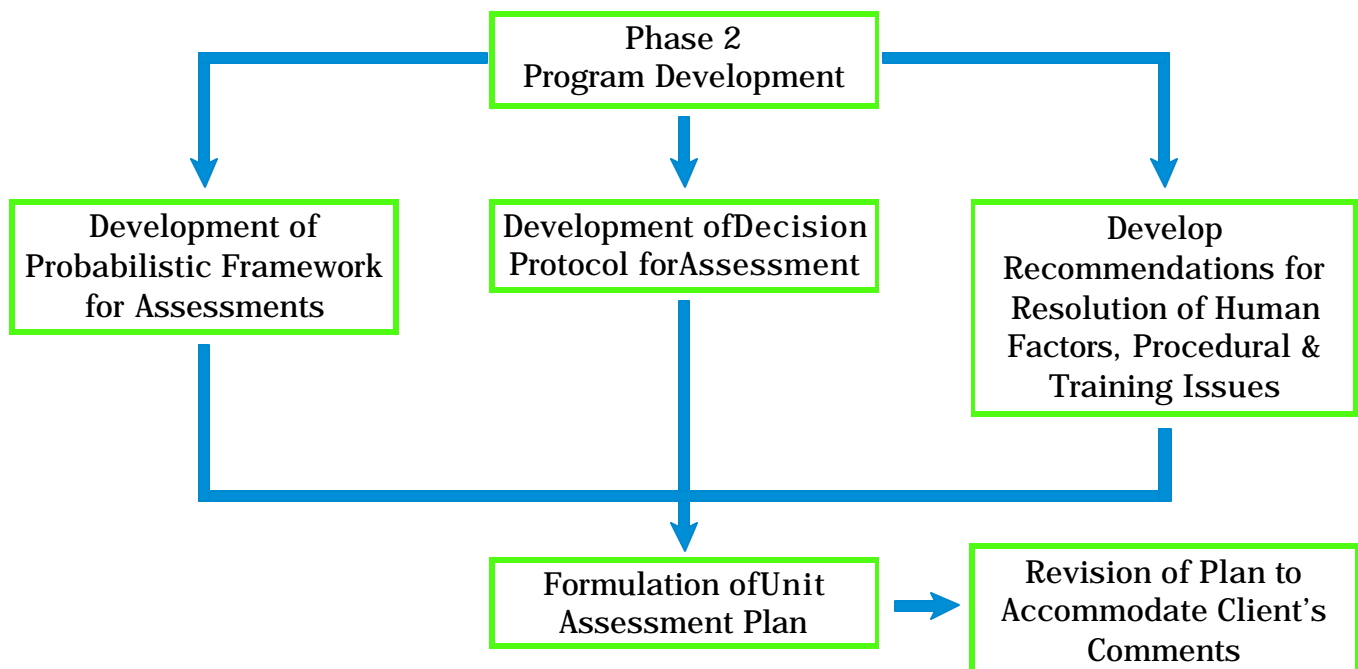 Phase 2
Program Development
Development of
Probabilistic Framework
for Assessments
Development ofDecision
Protocol forAssessment
Develop
Recommendations for
Resolution of Human
Factors, Procedural &
Training Issues
Formulation ofUnit
Assessment Plan
Revision of Plan to
Accommodate Client’s
Comments